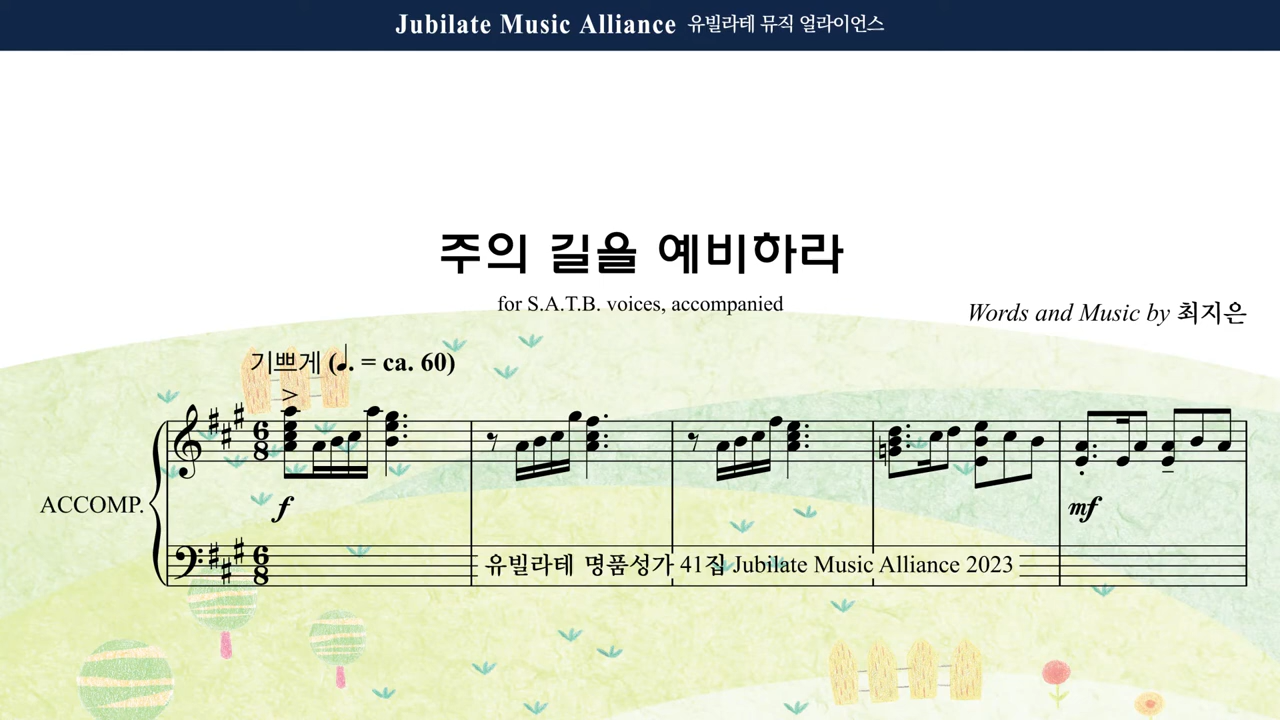 Jubilate Music Alliance 유빌라테 뮤직 얼라이언스
주의 길을 예비하라
for S.A.T.B. voices, accompanied
Words and Music by 최지은
기쁘게 (♩. = ca. 60)
ACCOMP.
f
mf
유빌라테 명품성가 41집 Jubilate Music Alliance 2023